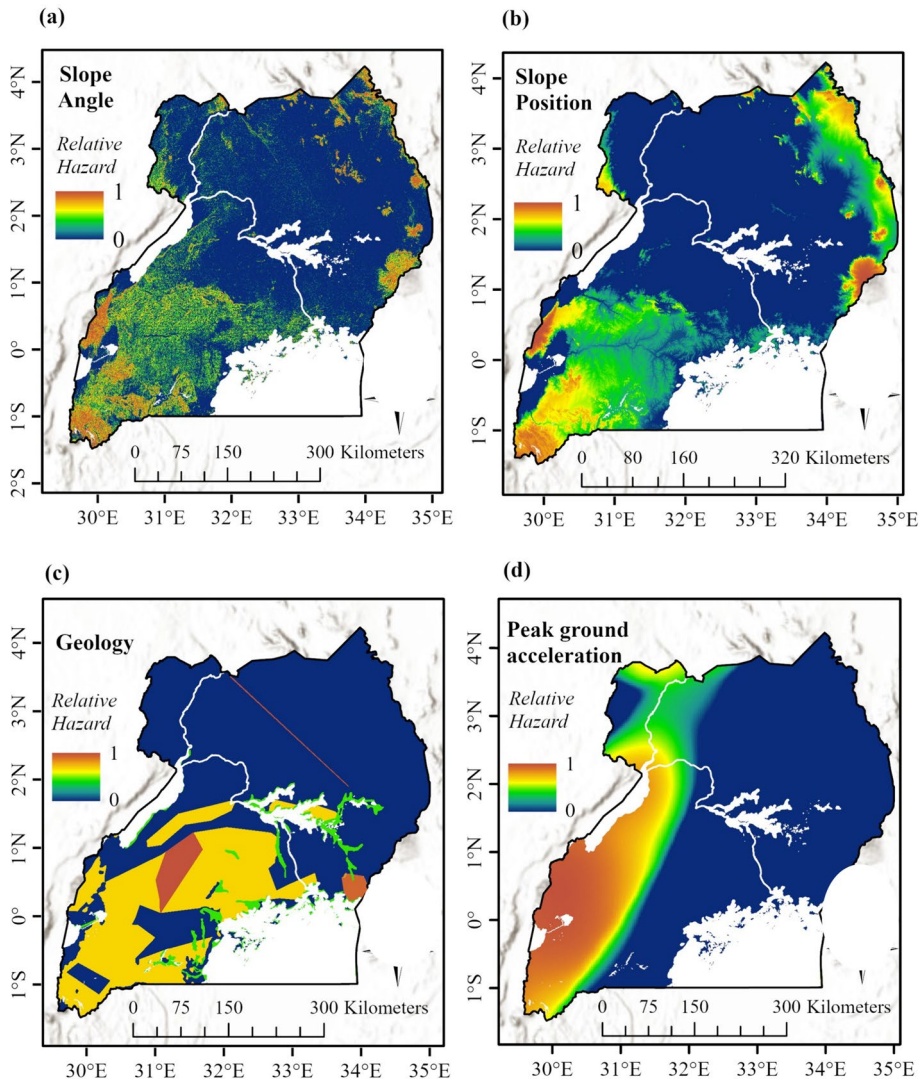 (a)
Slope
Angle
Relative
Hazard
1
0
4°N
3°N
2°N
1°N
0°
1°S
2°S
0 75 150 300 Kilometers
30°E 31°E 32°E 33°E 34°E 35°E
(b)
Slope
Position
Relative
Hazard
1
0
4°N
3°N
2°N
1°N
0°
1°S
0 80 160 320 Kilometers
30°E 31°E 32°E 33°E 34°E 35°E
(c)
Geology
Relative
Hazard
1
0
4°N
3°N
2°N
1°N
0°
1°S
0 75 150 300 Kilometers
30°E 31°E 32°E 33°E 34°E 35°E
(d)
Peak ground
acceleration
Relative
Hazard
1
0
4°N
3°N
2°N
1°N
0°
1°S
0 75 150 300 Kilometers
30°E 31°E 32°E 33°E 34°E 35°E